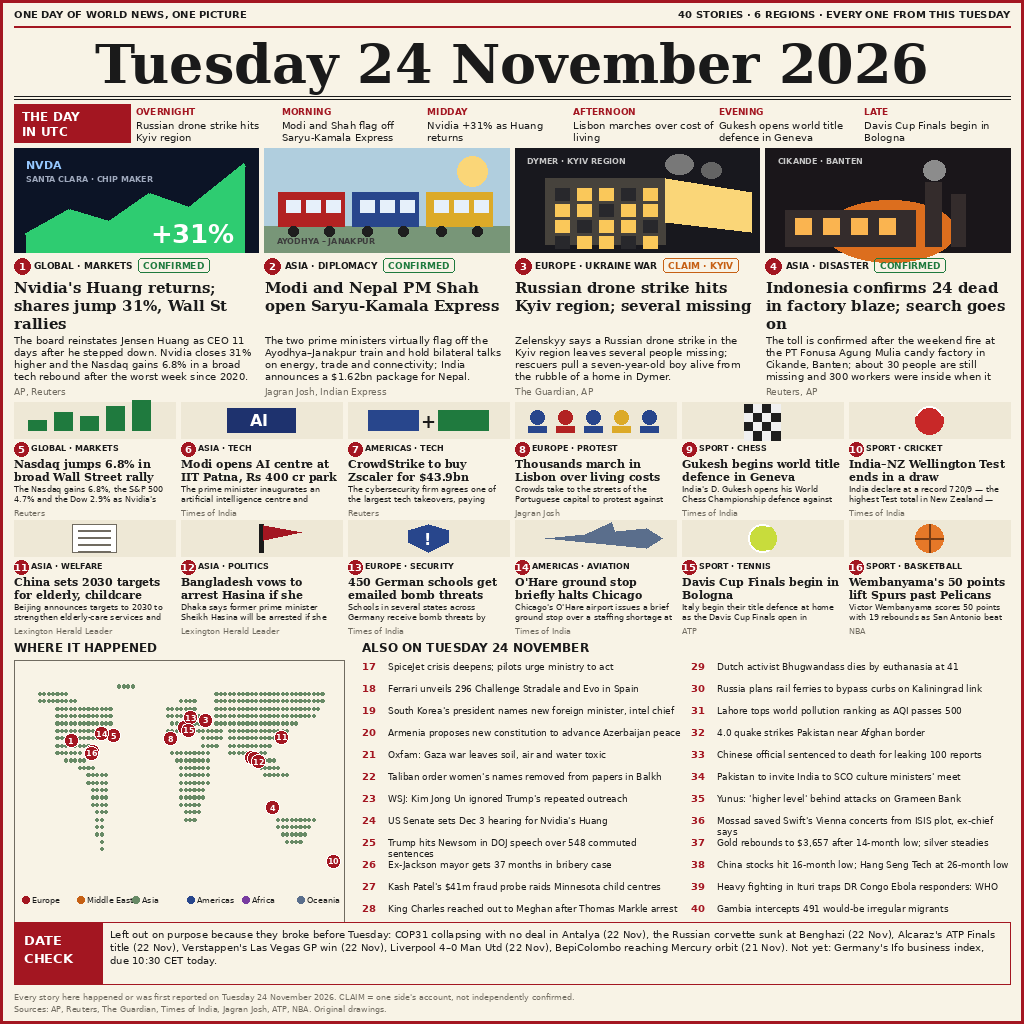 ONE DAY OF WORLD NEWS, ONE PICTURE
40 STORIES · 6 REGIONS · EVERY ONE FROM THIS TUESDAY
Tuesday 24 November 2026
THE DAY
IN UTC
OVERNIGHT
Russian drone strike hits
Kyiv region
MORNING
Modi and Shah flag off
Saryu-Kamala Express
MIDDAY
Nvidia +31% as Huang
returns
AFTERNOON
Lisbon marches over cost of
living
EVENING
Gukesh opens world title
defence in Geneva
LATE
Davis Cup Finals begin in
Bologna
NVDA
SANTA CLARA · CHIP MAKER
+31%
AYODHYA – JANAKPUR
DYMER · KYIV REGION
CIKANDE · BANTEN
1 GLOBAL · MARKETS CONFIRMED
Nvidia's Huang returns;
shares jump 31%, Wall St
rallies
The board reinstates Jensen Huang as CEO 11
days after he stepped down. Nvidia closes 31%
higher and the Nasdaq gains 6.8% in a broad
tech rebound after the worst week since 2020.
AP, Reuters
2 ASIA · DIPLOMACY CONFIRMED
Modi and Nepal PM Shah
open Saryu-Kamala Express
The two prime ministers virtually flag off the
Ayodhya–Janakpur train and hold bilateral talks
on energy, trade and connectivity; India
announces a $1.62bn package for Nepal.
Jagran Josh, Indian Express
3 EUROPE · UKRAINE WAR CLAIM · KYIV
Russian drone strike hits
Kyiv region; several missing
Zelenskyy says a Russian drone strike in the
Kyiv region leaves several people missing;
rescuers pull a seven-year-old boy alive from
the rubble of a home in Dymer.
The Guardian, AP
4 ASIA · DISASTER CONFIRMED
Indonesia confirms 24 dead
in factory blaze; search goes
on
The toll is confirmed after the weekend fire at
the PT Fonusa Agung Mulia candy factory in
Cikande, Banten; about 30 people are still
missing and 300 workers were inside when it
Reuters, AP
AI
+
5 GLOBAL · MARKETS
Nasdaq jumps 6.8% in
broad Wall Street rally
The Nasdaq gains 6.8%, the S&P 500
4.7% and the Dow 2.9% as Nvidia's
Reuters
6 ASIA · TECH
Modi opens AI centre at
IIT Patna, Rs 400 cr park
The prime minister inaugurates an
artificial intelligence centre and
Times of India
7 AMERICAS · TECH
CrowdStrike to buy
Zscaler for $43.9bn
The cybersecurity firm agrees one of
the largest tech takeovers, paying
Reuters
8 EUROPE · PROTEST
Thousands march in
Lisbon over living costs
Crowds take to the streets of the
Portuguese capital to protest against
Jagran Josh
9 SPORT · CHESS
Gukesh begins world title
defence in Geneva
India's D. Gukesh opens his World
Chess Championship defence against
Times of India
10 SPORT · CRICKET
India–NZ Wellington Test
ends in a draw
India declare at a record 720/9 — the
highest Test total in New Zealand —
Times of India
!
11 ASIA · WELFARE
China sets 2030 targets
for elderly, childcare
Beijing announces targets to 2030 to
strengthen elderly-care services and
Lexington Herald Leader
12 ASIA · POLITICS
Bangladesh vows to
arrest Hasina if she
Dhaka says former prime minister
Sheikh Hasina will be arrested if she
Lexington Herald Leader
13 EUROPE · SECURITY
450 German schools get
emailed bomb threats
Schools in several states across
Germany receive bomb threats by
Times of India
14 AMERICAS · AVIATION
O'Hare ground stop
briefly halts Chicago
Chicago's O'Hare airport issues a brief
ground stop over a staffing shortage at
Times of India
15 SPORT · TENNIS
Davis Cup Finals begin in
Bologna
Italy begin their title defence at home
as the Davis Cup Finals open in
ATP
16 SPORT · BASKETBALL
Wembanyama's 50 points
lift Spurs past Pelicans
Victor Wembanyama scores 50 points
with 19 rebounds as San Antonio beat
NBA
WHERE IT HAPPENED
1
14
5
16
13
3
15
8
11
12
4
10
Europe
Middle East
Asia
Americas
Africa
Oceania
ALSO ON TUESDAY 24 NOVEMBER
17 SpiceJet crisis deepens; pilots urge ministry to act
18 Ferrari unveils 296 Challenge Stradale and Evo in Spain
19 South Korea's president names new foreign minister, intel chief
20 Armenia proposes new constitution to advance Azerbaijan peace
21 Oxfam: Gaza war leaves soil, air and water toxic
22 Taliban order women's names removed from papers in Balkh
23 WSJ: Kim Jong Un ignored Trump's repeated outreach
24 US Senate sets Dec 3 hearing for Nvidia's Huang
25 Trump hits Newsom in DOJ speech over 548 commuted
sentences
26 Ex-Jackson mayor gets 37 months in bribery case
27 Kash Patel's $41m fraud probe raids Minnesota child centres
28 King Charles reached out to Meghan after Thomas Markle arrest
29 Dutch activist Bhugwandass dies by euthanasia at 41
30 Russia plans rail ferries to bypass curbs on Kaliningrad link
31 Lahore tops world pollution ranking as AQI passes 500
32 4.0 quake strikes Pakistan near Afghan border
33 Chinese official sentenced to death for leaking 100 reports
34 Pakistan to invite India to SCO culture ministers' meet
35 Yunus: 'higher level' behind attacks on Grameen Bank
36 Mossad saved Swift's Vienna concerts from ISIS plot, ex-chief
says
37 Gold rebounds to $3,657 after 14-month low; silver steadies
38 China stocks hit 16-month low; Hang Seng Tech at 26-month low
39 Heavy fighting in Ituri traps DR Congo Ebola responders: WHO
40 Gambia intercepts 491 would-be irregular migrants
DATE
CHECK
Left out on purpose because they broke before Tuesday: COP31 collapsing with no deal in Antalya (22 Nov), the Russian corvette sunk at Benghazi (22 Nov), Alcaraz's ATP Finals
title (22 Nov), Verstappen's Las Vegas GP win (22 Nov), Liverpool 4–0 Man Utd (22 Nov), BepiColombo reaching Mercury orbit (21 Nov). Not yet: Germany's Ifo business index,
due 10:30 CET today.
Every story here happened or was first reported on Tuesday 24 November 2026. CLAIM = one side's account, not independently confirmed.
Sources: AP, Reuters, The Guardian, Times of India, Jagran Josh, ATP, NBA. Original drawings.